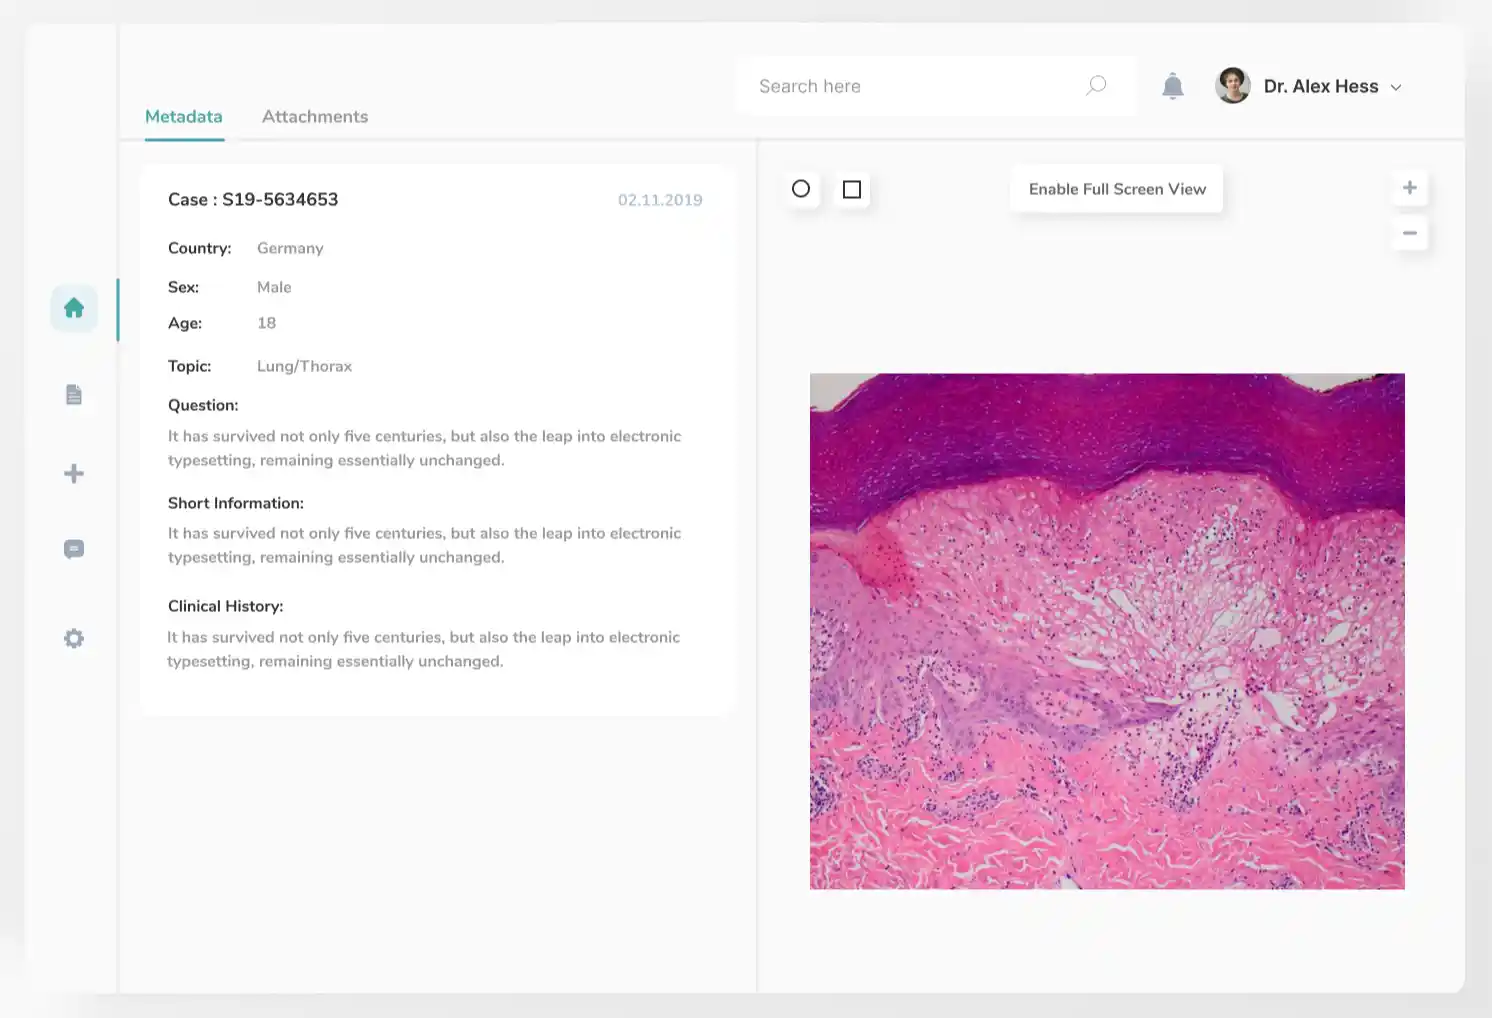 Search here
Dr. Alex Hess
Metadata
Attachments
Case : S19-5634653
02.11.2019
Country:
Germany
Sex:
Male
Age:
18
Topic:
Lung/Thorax
Question:
It has survived not only five centuries, but also the leap into electronic
typesetting, remaining essentially unchanged.
Short Information:
It has survived not only five centuries, but also the leap into electronic
typesetting, remaining essentially unchanged.
Clinical History:
It has survived not only five centuries, but also the leap into electronic
typesetting, remaining essentially unchanged.
Enable Full Screen View